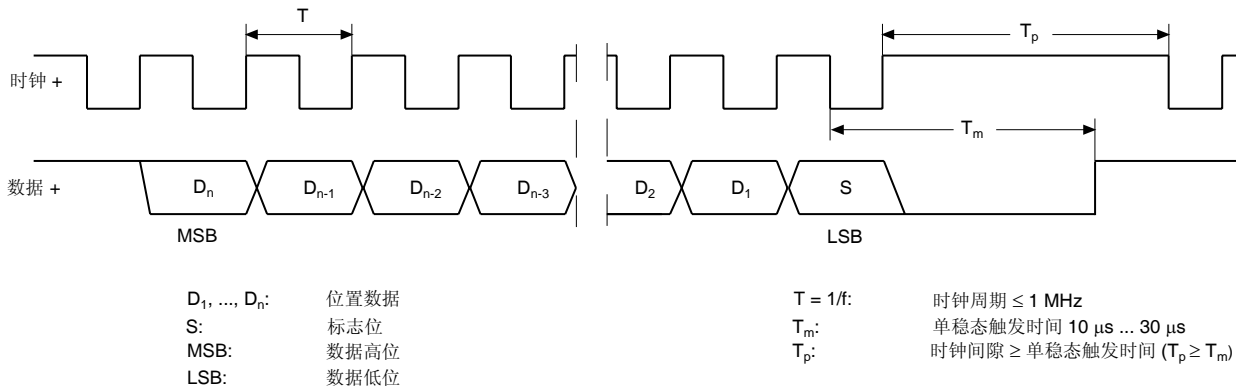 T
Tp
时钟 +
Tm
数据 +
Dn
Dn-1
Dn-2
Dn-3
D2
D1
S
MSB
LSB
D1, ..., Dn: 位置数据
S: 标志位
MSB: 数据高位
LSB: 数据低位
T = 1/f: 时钟周期 ≤ 1 MHz
Tm: 单稳态触发时间 10 μs ... 30 μs
Tp: 时钟间隙 ≥ 单稳态触发时间 (Tp ≥ Tm)